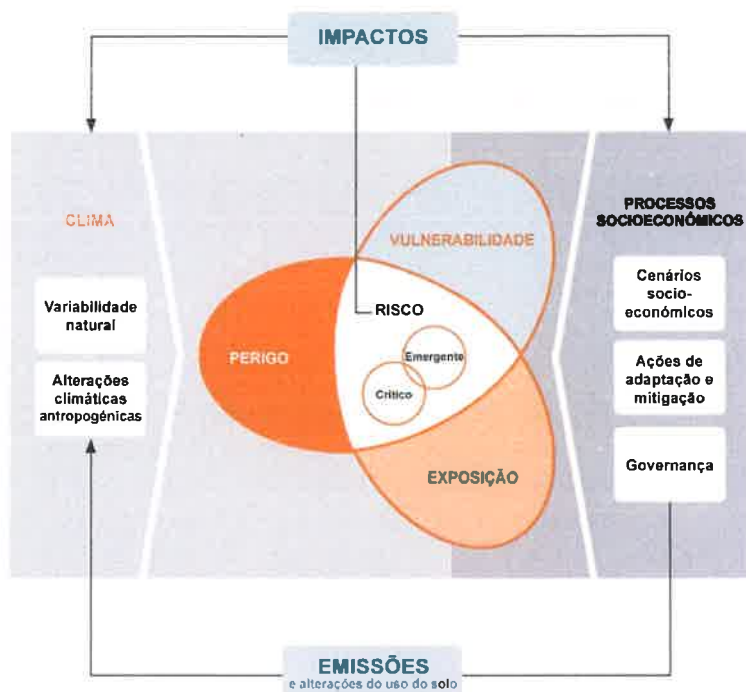 IMPACTOS
CLIMA
Variabilidade
natural
Alterações
climáticas
antropogénicas
PERIGO
VULNERABILIDADE
RISCO
Emergente
Crítico
EXPOSIÇÃO
PROCESSOS
SOCIOECONÓMICOS
Cenários
socio-
económicos
Ações de
adaptação e
mitigação
Governança
EMISSÕES
e alterações do uso do solo